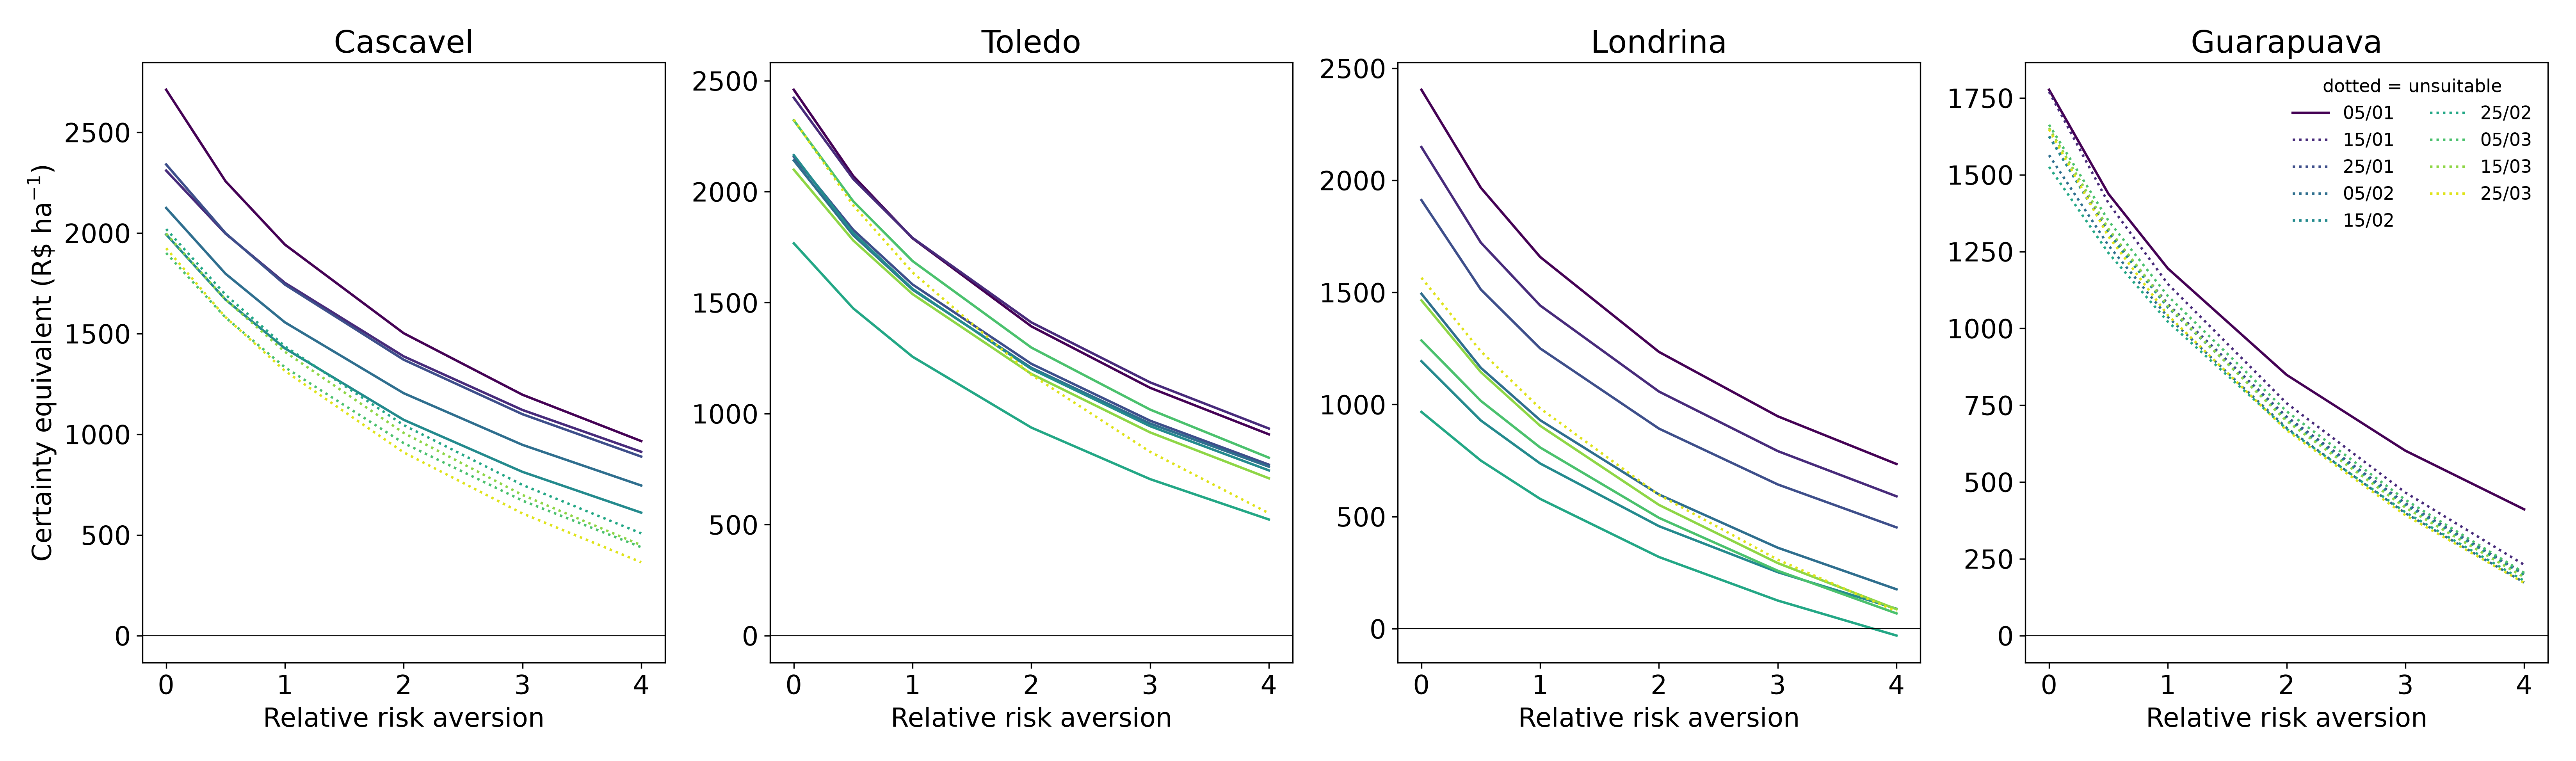 Cascavel
Toledo
Londrina
Guarapuava
Certainty equivalent (R$ ha⁻¹)
2500
2000
1500
1000
500
0
0 1 2 3 4
Relative risk aversion
2500
2000
1500
1000
500
0
0 1 2 3 4
Relative risk aversion
2500
2000
1500
1000
500
0
0 1 2 3 4
Relative risk aversion
1750
1500
1250
1000
750
500
250
0
0 1 2 3 4
Relative risk aversion
dotted = unsuitable
05/01
15/01
25/01
05/02
15/02
25/02
05/03
15/03
25/03